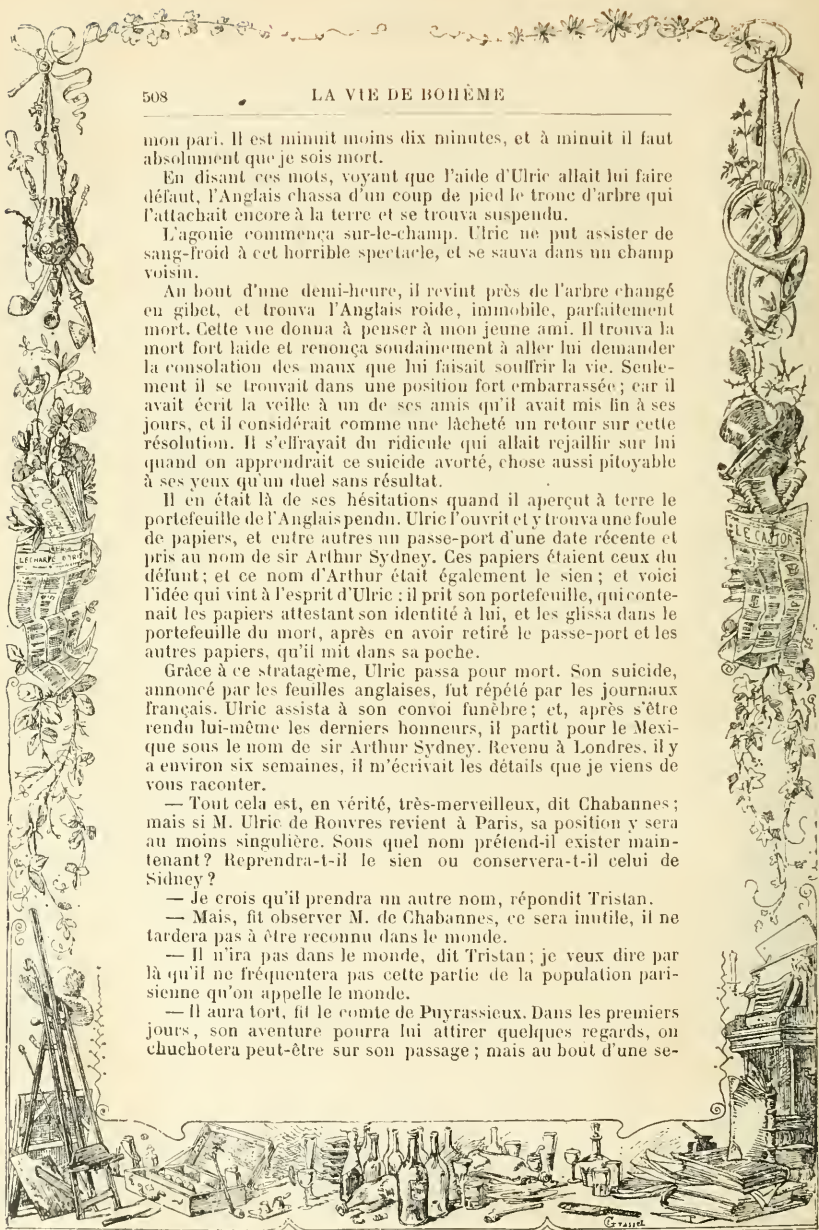 508
LA VIE DE BOHÈME
mon pari. Il est minuit moins dix minutes, et à minuit il faut
absolument que je sois mort.
En disant ces mots, voyant que l'aide d'Ulric allait lui faire
défaut, l'Anglais chassa d'un coup de pied le tronc d'arbre qui
l'attachait encore à la terre et se trouva suspendu.
L'agonie commença sur-le-champ. Ulric ne put assister de
sang-froid à cet horrible spectacle, et se sauva dans un champ
voisin.
Au bout d'une demi-heure, il revint près de l'arbre changé
en gibet, et trouva l'Anglais roide, immobile, parfaitement
mort. Cette vue donna à penser à mon jeune ami. Il trouva la
mort fort laide et renonça soudainement à aller lui demander
la consolation des maux que lui faisait souffrir la vie. Seule-
ment il se trouvait dans une position fort embarrassée ; car il
avait écrit la veille à un de ses amis qu'il avait mis fin à ses
jours, et il considérait comme une lâcheté un retour sur cette
résolution. Il s'effrayait du ridicule qui allait rejaillir sur lui
quand on apprendrait ce suicide avorté, chose aussi pitoyable
à ses yeux qu'un duel sans résultat.
Il en était là de ses hésitations quand il aperçut à terre le
portefeuille de l'Anglais pendu. Ulric l'ouvrit et y trouva une foule
de papiers, et entre autres un passe-port d'une date récente et
pris au nom de sir Arthur Sydney. Ces papiers étaient ceux du
défunt ; et ce nom d'Arthur était également le sien ; et voici
l'idée qui vint à l'esprit d'Ulric : il prit son portefeuille, qui conte-
nait les papiers attestant son identité à lui, et les glissa dans le
portefeuille du mort, après en avoir retiré le passe-port et les
autres papiers, qu'il mit dans sa poche.
Grâce à ce stratagème, Ulric passa pour mort. Son suicide,
annoncé par les feuilles anglaises, fut répété par les journaux
français. Ulric assista à son convoi funèbre ; et, après s'être
rendu lui-même les derniers honneurs, il partit pour le Mexi-
que sous le nom de sir Arthur Sydney. Revenu à Londres, il y
a environ six semaines, il m'écrivait les détails que je viens de
vous raconter.
— Tout cela est, en vérité, très-merveilleux, dit Chabannes ;
mais si M. Ulric de Rouvres revient à Paris, sa position y sera
au moins singulière. Sous quel nom prétend-il exister main-
tenant ? Reprendra-t-il le sien ou conservera-t-il celui de
Sidney ?
— Je crois qu'il prendra un autre nom, répondit Tristan.
— Mais, fit observer M. de Chabannes, ce sera inutile, il ne
tardera pas à être reconnu dans le monde.
— Il n'ira pas dans le monde, dit Tristan ; je veux dire par
là qu'il ne fréquentera pas cette partie de la population pari-
sienne qu'on appelle le monde.
— Il aura tort, fit le comte de Puyrassieux. Dans les premiers
jours, son aventure pourra lui attirer quelques regards, on
chuchotera peut-être sur son passage ; mais au bout d'une se-
L'ECHARPE D'IRIS
LE CASTOR
Grasset